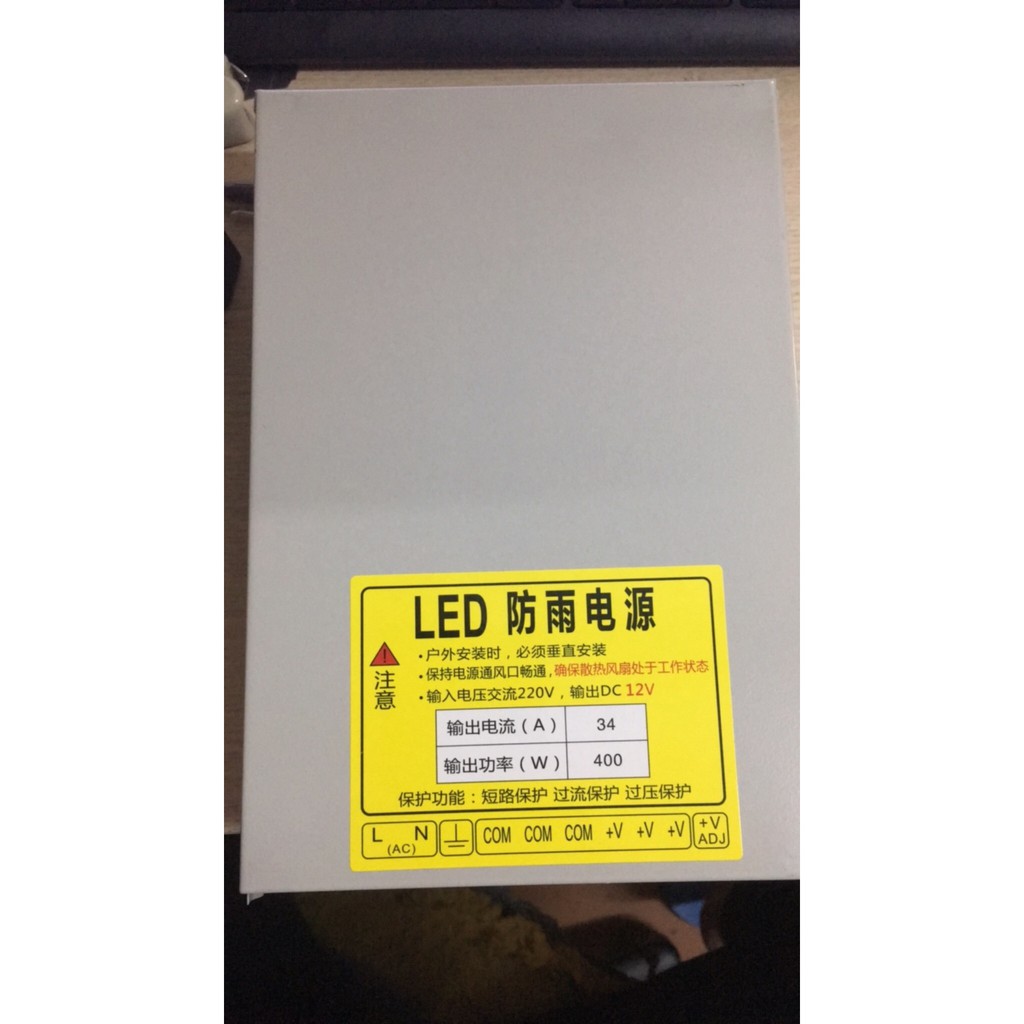 LED 防雨电源
注意
·户外安装时，必须垂直安装
·保持电源通风口畅通，确保散热风扇处于工作状态
·输入电压交流220V，输出DC 12V
输出电流（A） 34
输出功率（W） 400
保护功能：短路保护 过流保护 过压保护
L (AC) N COM COM COM +V +V +V +V ADJ